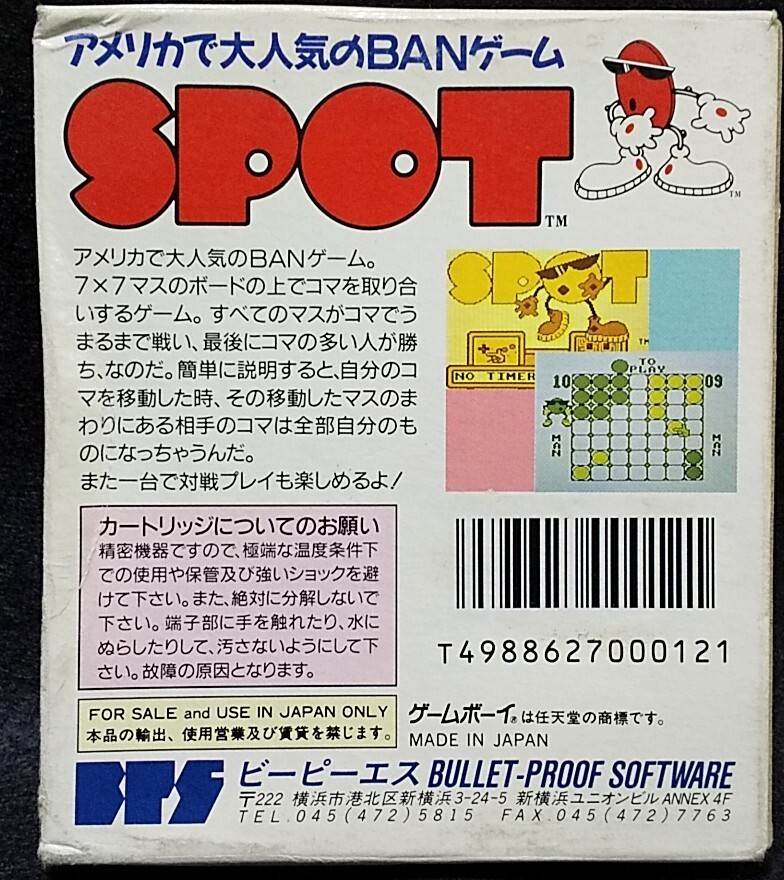 アメリカで大人気のBANゲーム
SPOT™
TM
アメリカで大人気のBANゲーム。
7×7マスのボードの上でコマを取り合
いするゲーム。すべてのマスがコマでう
まるまで戦い、最後にコマの多い人が勝
ち、なのだ。簡単に説明すると、自分のコ
マを移動した時、その移動したマスのま
わりにある相手のコマは全部自分のも
のになっちゃうんだ。
また一台で対戦プレイも楽しめるよ!
SPOT
TM
NO TIMER
TO
PLAY
10
09
MAN
MAN
カートリッジについてのお願い
精密機器ですので、極端な温度条件下
での使用や保管及び強いショックを避
けて下さい。また、絶対に分解しないで
下さい。端子部に手を触れたり、水に
ぬらしたりして、汚さないようにして下
さい。故障の原因となります。
T4988627000121
FOR SALE and USE IN JAPAN ONLY
本品の輸出、使用営業及び賃貸を禁じます。
ゲームボーイ®は任天堂の商標です。
MADE IN JAPAN
BPS ビーピーエス BULLET-PROOF SOFTWARE
〒222 横浜市港北区新横浜3-24-5 新横浜ユニオンビルANNEX 4F
TEL.045(472)5815 FAX.045(472)7763